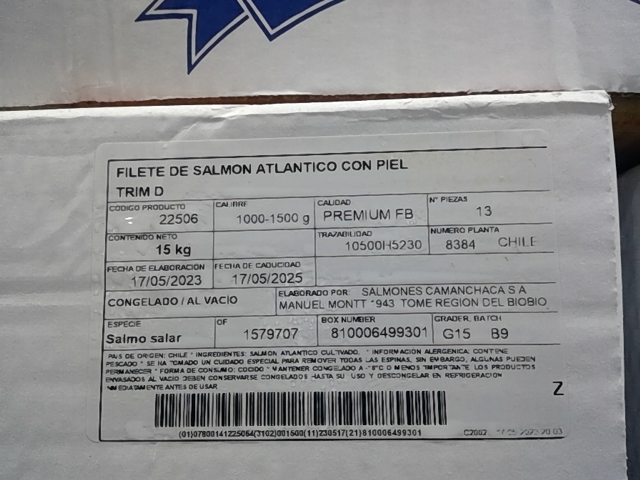 FILETE DE SALMON ATLANTICO CON PIEL
TRIM D
CODIGO PRODUCTO CALIBRE CALIDAD N° PIEZAS
22506 1000-1500 g PREMIUM FB 13
CONTENIDO NETO TRAZABILIDAD NUMERO PLANTA
15 kg 10500H5230 8384 CHILE
FECHA DE ELABORACION FECHA DE CADUCIDAD
17/05/2023 17/05/2025
CONGELADO / AL VACIO ELABORADO POR: SALMONES CAMANCHACA S A
MANUEL MONTT 1943 TOME REGION DEL BIOBIO
ESPECIE OF BOX NUMBER GRADER, BATCH
Salmo salar 1579707 810006499301 G15 B9
PAIS DE ORIGEN: CHILE * INGREDIENTES: SALMON ATLANTICO CULTIVADO. * INFORMACION ALERGENICA: CONTIENE
PESCADO * SE HA TOMADO UN CUIDADO ESPECIAL PARA REMOVER TODAS LAS ESPINAS, SIN EMBARGO, ALGUNAS PUEDEN
PERMANECER * FORMA DE CONSUMO: COCIDO * MANTENER CONGELADO A -18°C O MENOS *IMPORTANTE: LOS PRODUCTOS
ENVASADOS AL VACIO DEBEN CONSERVARSE CONGELADOS HASTA SU USO Y DESCONGELAR EN REFRIGERACION
INMEDIATAMENTE ANTES DE USAR
Z
(01)07800141225064(3102)001500(11)230517(21)810006499301